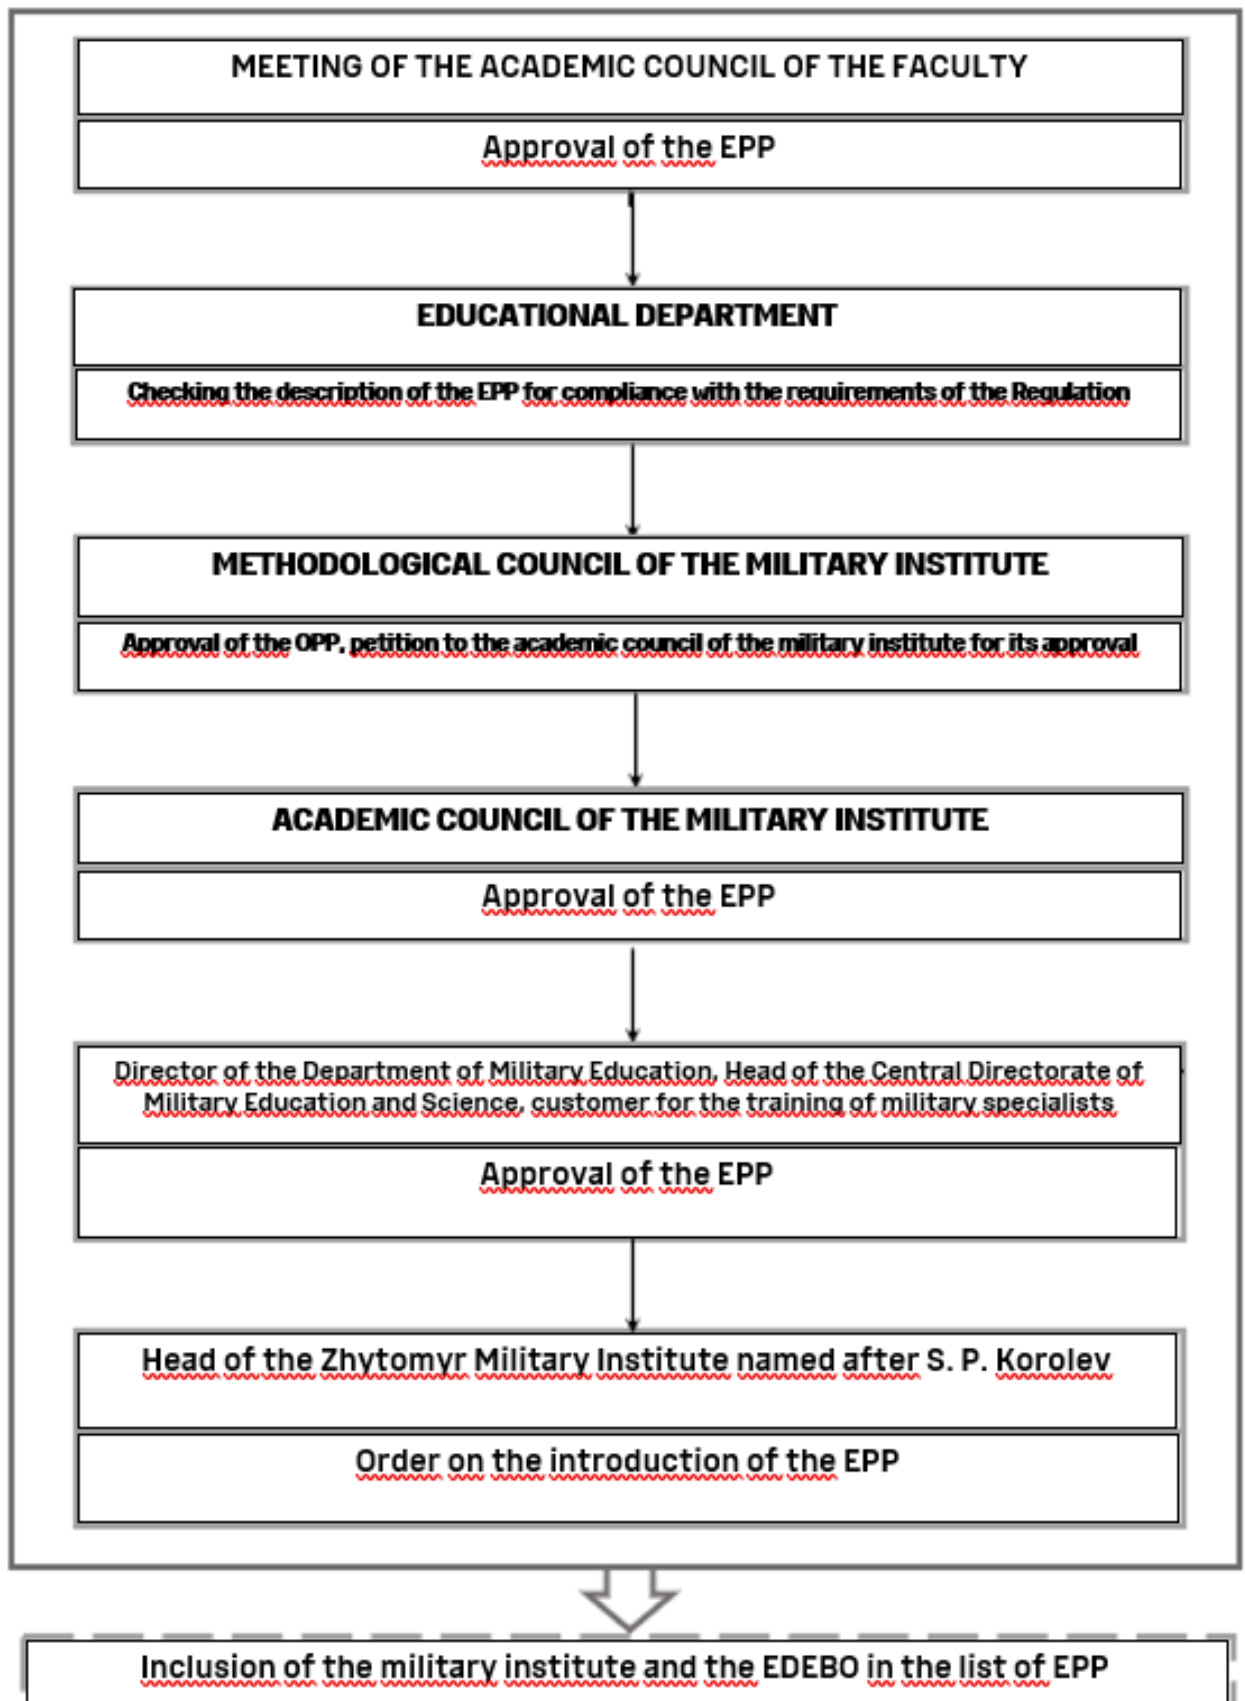 MEETING OF THE ACADEMIC COUNCIL OF THE FACULTY
Approval of the EPP
EDUCATIONAL DEPARTMENT
Checking the description of the EPP for compliance with the requirements of the Regulation
METHODOLOGICAL COUNCIL OF THE MILITARY INSTITUTE
Approval of the OPP, petition to the academic council of the military institute for its approval
ACADEMIC COUNCIL OF THE MILITARY INSTITUTE
Approval of the EPP
Director of the Department of Military Education, Head of the Central Directorate of
Military Education and Science, customer for the training of military specialists
Approval of the EPP
Head of the Zhytomyr Military Institute named after S. P. Korolev
Order on the introduction of the EPP
Inclusion of the military institute and the EDEBO in the list of EPP